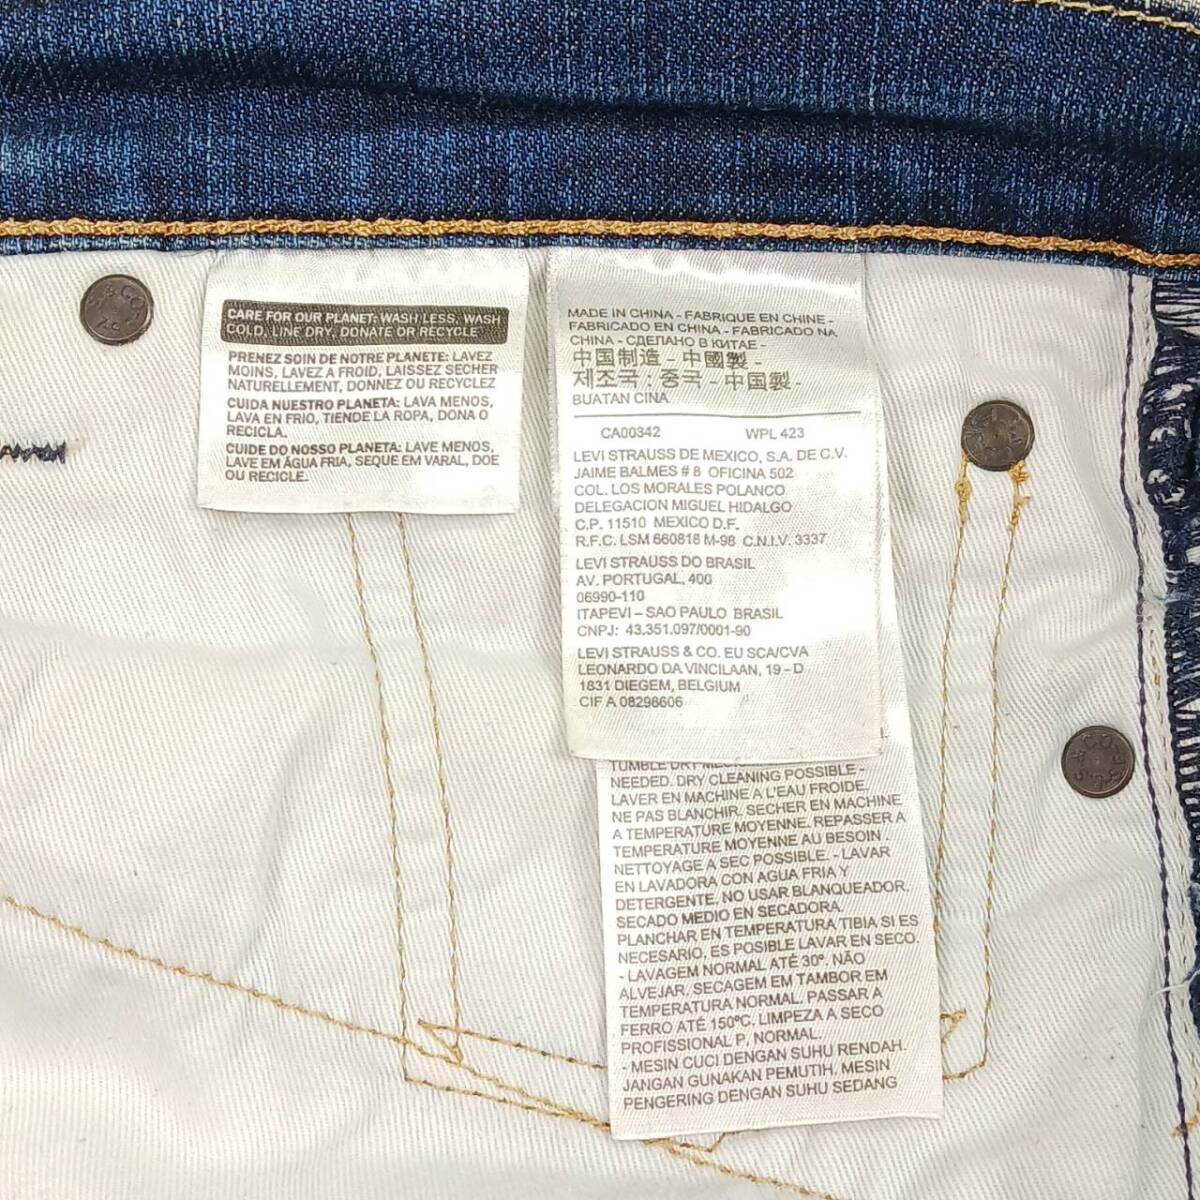 CARE FOR OUR PLANET: WASH LESS, WASH
COLD, LINE DRY, DONATE OR RECYCLE
PRENEZ SOIN DE NOTRE PLANETE: LAVEZ
MOINS, LAVEZ A FROID, LAISSEZ SECHER
NATURELLEMENT, DONNEZ OU RECYCLEZ
CUIDA NUESTRO PLANETA: LAVA MENOS,
LAVA EN FRIO, TIENDE LA ROPA, DONA O
RECICLA.
CUIDE DO NOSSO PLANETA: LAVE MENOS,
LAVE EM ÁGUA FRIA, SEQUE EM VARAL, DOE
OU RECICLE.
MADE IN CHINA - FABRIQUE EN CHINE -
FABRICADO EN CHINA - FABRICADO NA
CHINA - СДЕЛАНО В КИТАЕ -
中国制造 - 中國製 -
제조국 : 중국 - 中国製 -
BUATAN CINA
CA00342 WPL 423
LEVI STRAUSS DE MEXICO, S.A. DE C.V.
JAIME BALMES # 8 OFICINA 502
COL. LOS MORALES POLANCO
DELEGACION MIGUEL HIDALGO
C.P. 11510 MEXICO D.F.
R.F.C. LSM 660818 M-98 C.N.I.V. 3337
LEVI STRAUSS DO BRASIL
AV. PORTUGAL, 400
06990-110
ITAPEVI – SAO PAULO BRASIL
CNPJ: 43.351.097/0001-90
LEVI STRAUSS & CO. EU SCA/CVA
LEONARDO DA VINCILAAN, 19 – D
1831 DIEGEM, BELGIUM
CIF A 08298606
TUMBLE DRY
NEEDED. DRY CLEANING POSSIBLE -
LAVER EN MACHINE A L'EAU FROIDE.
NE PAS BLANCHIR. SECHER EN MACHINE
A TEMPERATURE MOYENNE. REPASSER A
TEMPERATURE MOYENNE AU BESOIN .
NETTOYAGE A SEC POSSIBLE. - LAVAR
EN LAVADORA CON AGUA FRIA Y
DETERGENTE. NO USAR BLANQUEADOR.
SECADO MEDIO EN SECADORA.
PLANCHAR EN TEMPERATURA TIBIA SI ES
NECESARIO, ES POSIBLE LAVAR EN SECO.
- LAVAGEM NORMAL ATÉ 30º. NÃO
ALVEJAR, SECAGEM EM TAMBOR EM
TEMPERATURA NORMAL. PASSAR A
FERRO ATÉ 150ºC. LIMPEZA A SECO
PROFISSIONAL P, NORMAL.
- MESIN CUCI DENGAN SUHU RENDAH.
JANGAN GUNAKAN PEMUTIH. MESIN
PENGERING DENGAN SUHU SEDANG